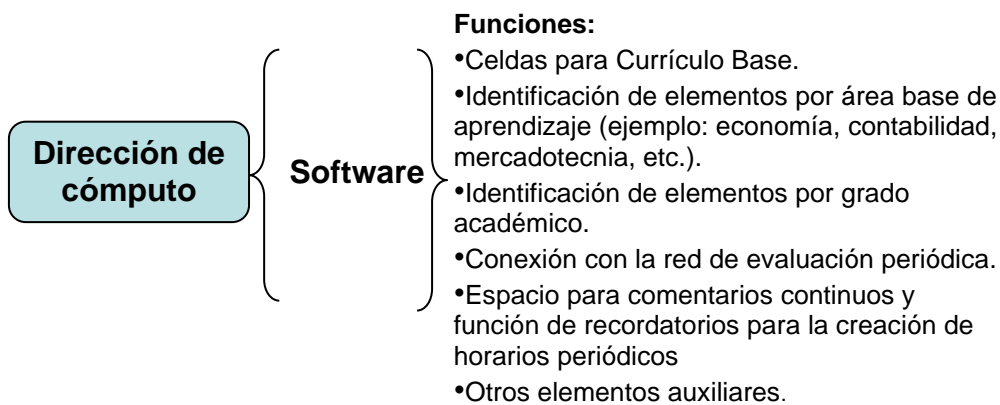 Dirección de
cómputo
Software
Funciones:
•Celdas para Currículo Base.
•Identificación de elementos por área base de
aprendizaje (ejemplo: economía, contabilidad,
mercadotecnia, etc.).
•Identificación de elementos por grado
académico.
•Conexión con la red de evaluación periódica.
•Espacio para comentarios continuos y
función de recordatorios para la creación de
horarios periódicos
•Otros elementos auxiliares.